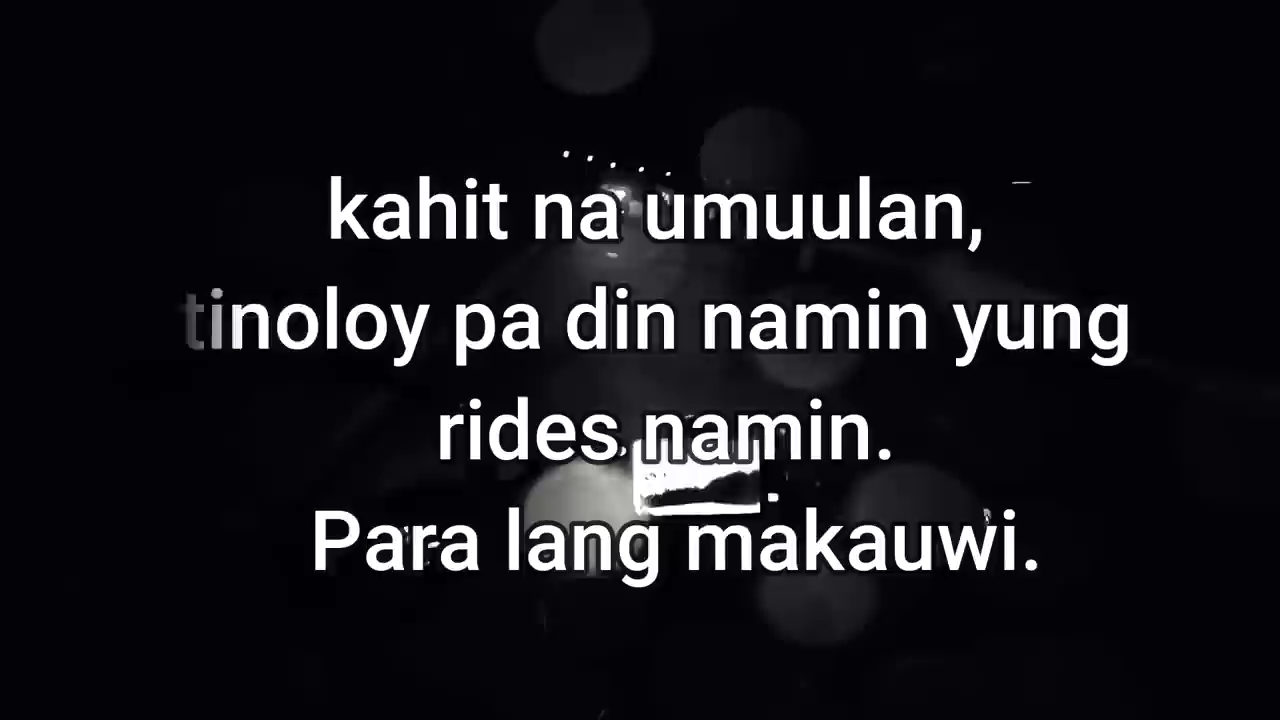 kahit na umuulan,
tinoloy pa din namin yung
rides namin.
Para lang makauwi.